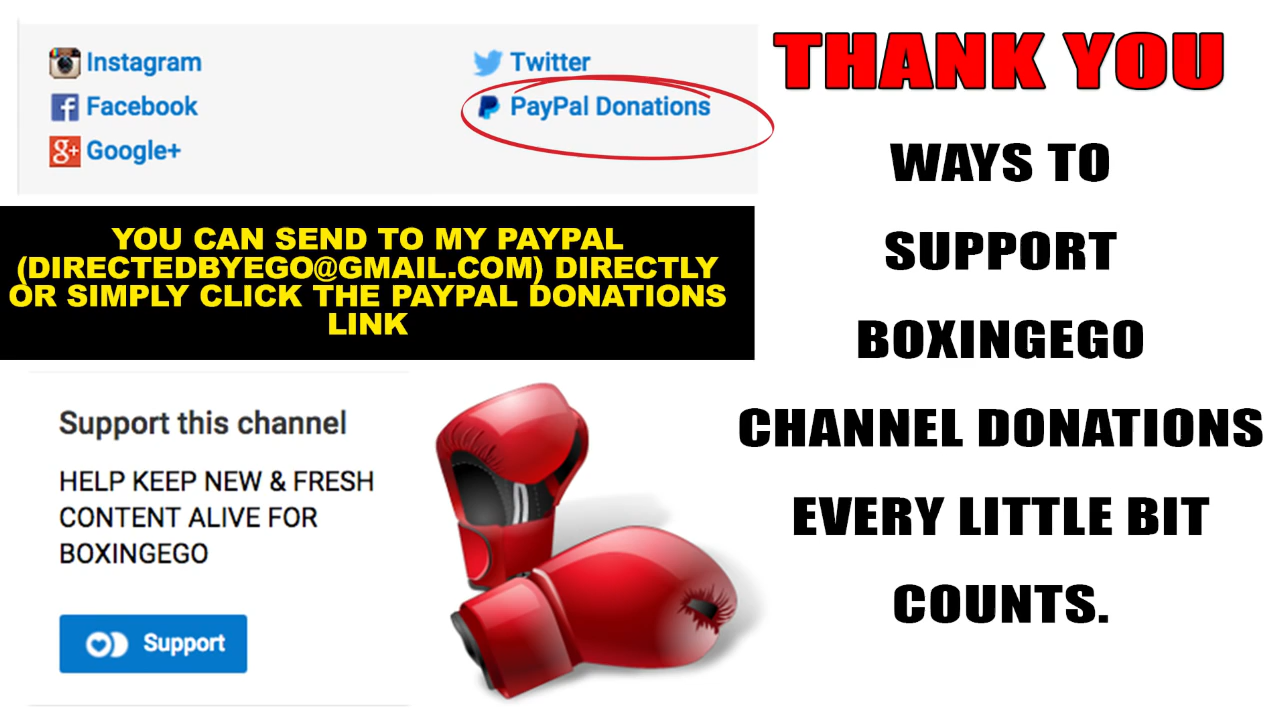 Instagram
Twitter
Facebook
PayPal Donations
Google+
YOU CAN SEND TO MY PAYPAL
(DIRECTEDBYEGO@GMAIL.COM) DIRECTLY
OR SIMPLY CLICK THE PAYPAL DONATIONS
LINK
Support this channel
HELP KEEP NEW & FRESH
CONTENT ALIVE FOR
BOXINGEGO
Support
THANK YOU
WAYS TO
SUPPORT
BOXINGEGO
CHANNEL DONATIONS
EVERY LITTLE BIT
COUNTS.